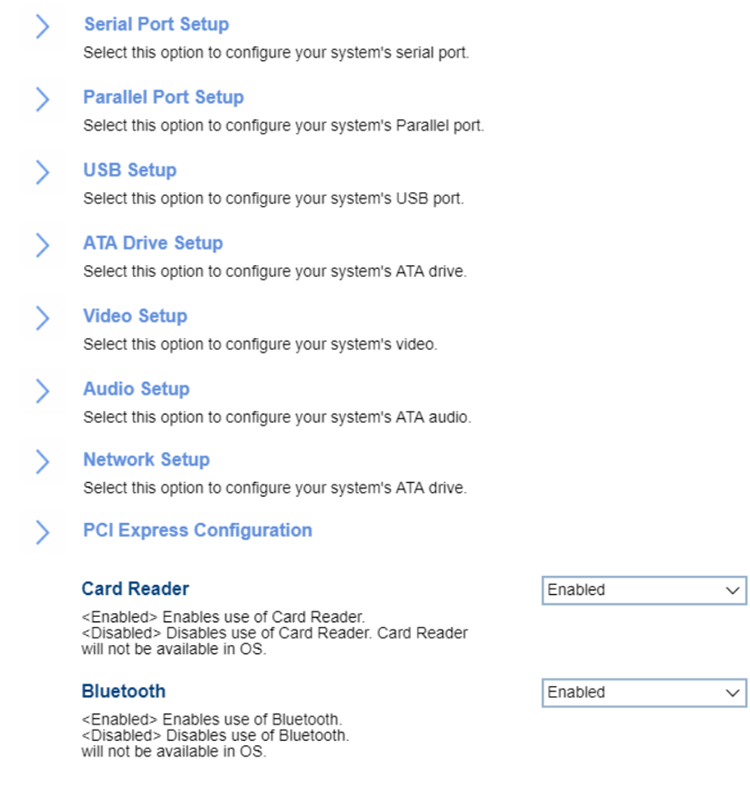 Serial Port Setup
Select this option to configure your system's serial port.
Parallel Port Setup
Select this option to configure your system's Parallel port.
USB Setup
Select this option to configure your system's USB port.
ATA Drive Setup
Select this option to configure your system's ATA drive.
Video Setup
Select this option to configure your system's video.
Audio Setup
Select this option to configure your system's ATA audio.
Network Setup
Select this option to configure your system's ATA drive.
PCI Express Configuration
Card Reader
Enabled
<Enabled> Enables use of Card Reader.
<Disabled> Disables use of Card Reader. Card Reader
will not be available in OS.
Bluetooth
Enabled
<Enabled> Enables use of Bluetooth.
<Disabled> Disables use of Bluetooth.
will not be available in OS.